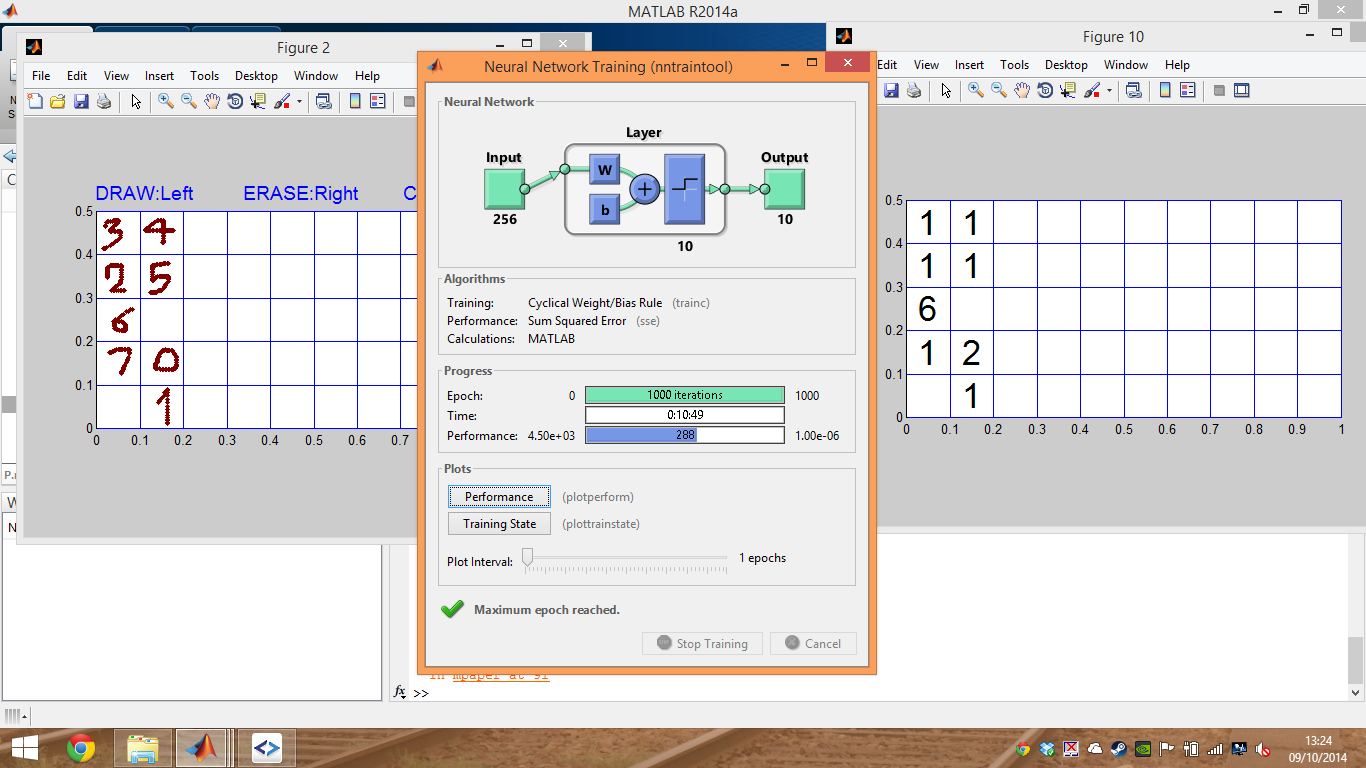 MATLAB R2014a
Figure 2
File Edit View Insert Tools Desktop Window Help
DRAW:Left ERASE:Right C
0.5
0.4
0.3
0.2
0.1
0
0 0.1 0.2 0.3 0.4 0.5 0.6 0.7
3 4
2 5
6
7 0
1
Neural Network Training (nntraintool)
Neural Network
Layer
Input
Output
W
+
b
256
10
10
Algorithms
Training: Cyclical Weight/Bias Rule (trainc)
Performance: Sum Squared Error (sse)
Calculations: MATLAB
Progress
Epoch: 0 1000 iterations 1000
Time: 0:10:49
Performance: 4.50e+03 288 1.00e-06
Plots
Performance (plotperform)
Training State (plottrainstate)
Plot Interval: 1 epochs
Maximum epoch reached.
Stop Training Cancel
Figure 10
Edit View Insert Tools Desktop Window Help
0.5
0.4
0.3
0.2
0.1
0
1 1
1 1
6
1 2
1
0 0.1 0.2 0.3 0.4 0.5 0.6 0.7 0.8 0.9 1
In mpaper at 91
fx >>
13:24
09/10/2014